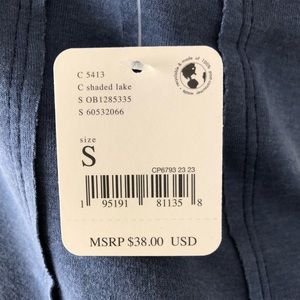 C 5413
C shaded lake
S OB1285335
S 60532066
size
S
CP6793 23 23
1 95191 81135 8
MSRP $38.00 USD